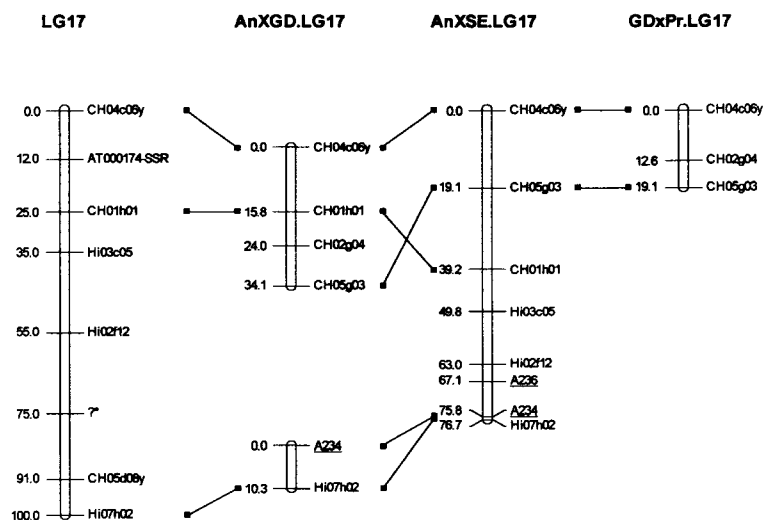 LG17 AnXGD.LG17 AnXSE.LG17 GDxPr.LG17
0.0 CH04c06y
12.0 AT000174-SSR
25.0 CH01h01
35.0 Hi03c05
55.0 Hi02f12
75.0 ?*
91.0 CH05d08y
100.0 Hi07h02
0.0 CH04c06y
15.8 CH01h01
24.0 CH02g04
34.1 CH05g03
0.0 A234
10.3 Hi07h02
0.0 CH04c06y
19.1 CH05g03
39.2 CH01h01
49.8 Hi03c05
63.0 Hi02f12
67.1 A236
75.8 A234
76.7 Hi07h02
0.0 CH04c06y
12.6 CH02g04
19.1 CH05g03